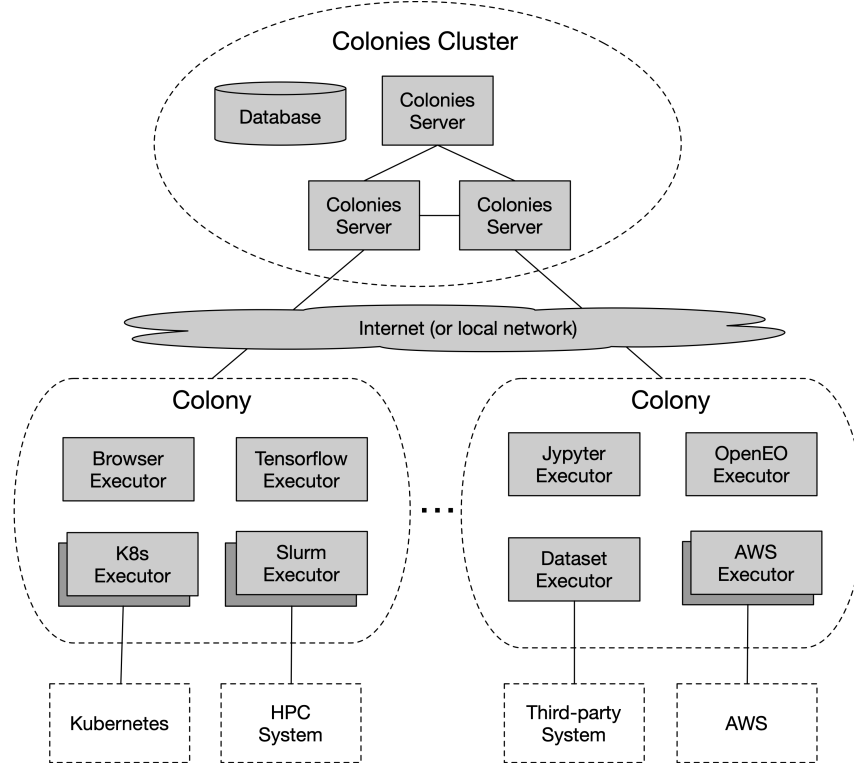 Colonies Cluster
Database
Colonies
Server
Colonies
Server
Colonies
Server
Internet (or local network)
Colony
Browser
Executor
Tensorflow
Executor
K8s
Executor
Slurm
Executor
...
Colony
Jypyter
Executor
OpenEO
Executor
Dataset
Executor
AWS
Executor
Kubernetes
HPC
System
Third-party
System
AWS